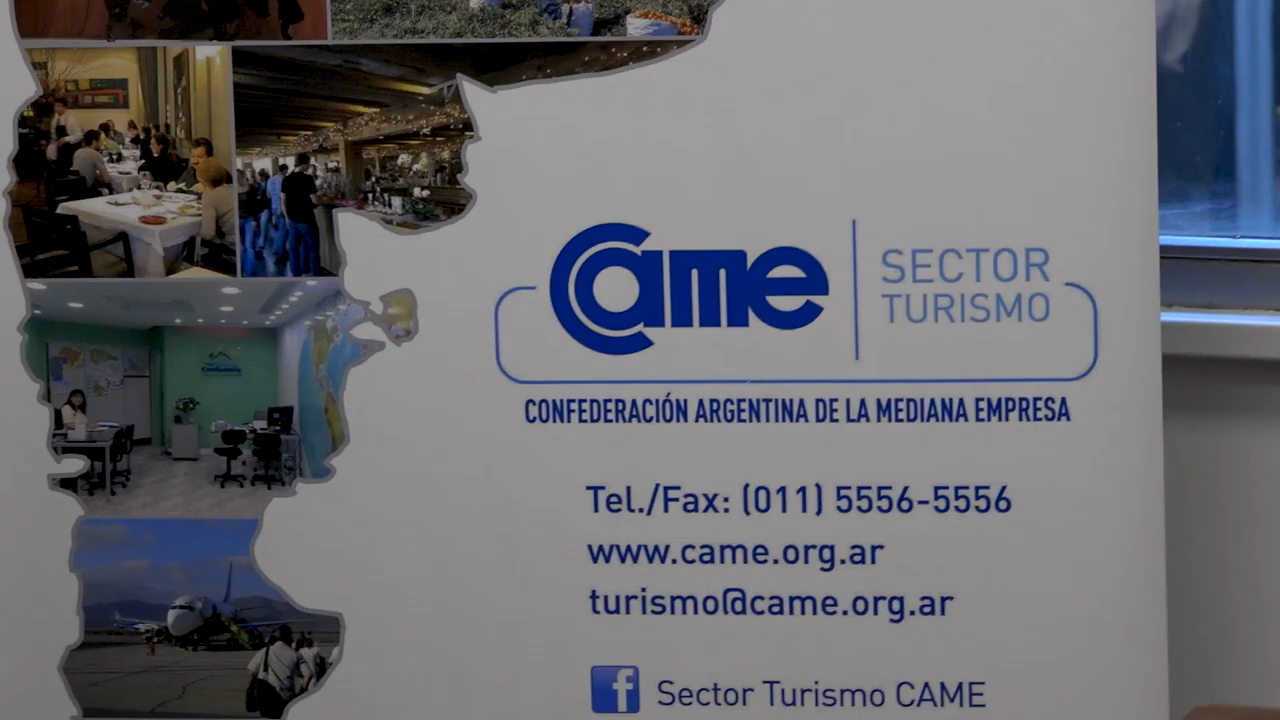 Came
SECTOR
TURISMO
CONFEDERACIÓN ARGENTINA DE LA MEDIANA EMPRESA
Tel./Fax: (011) 5556-5556
www.came.org.ar
turismo@came.org.ar
f
Sector Turismo CAME